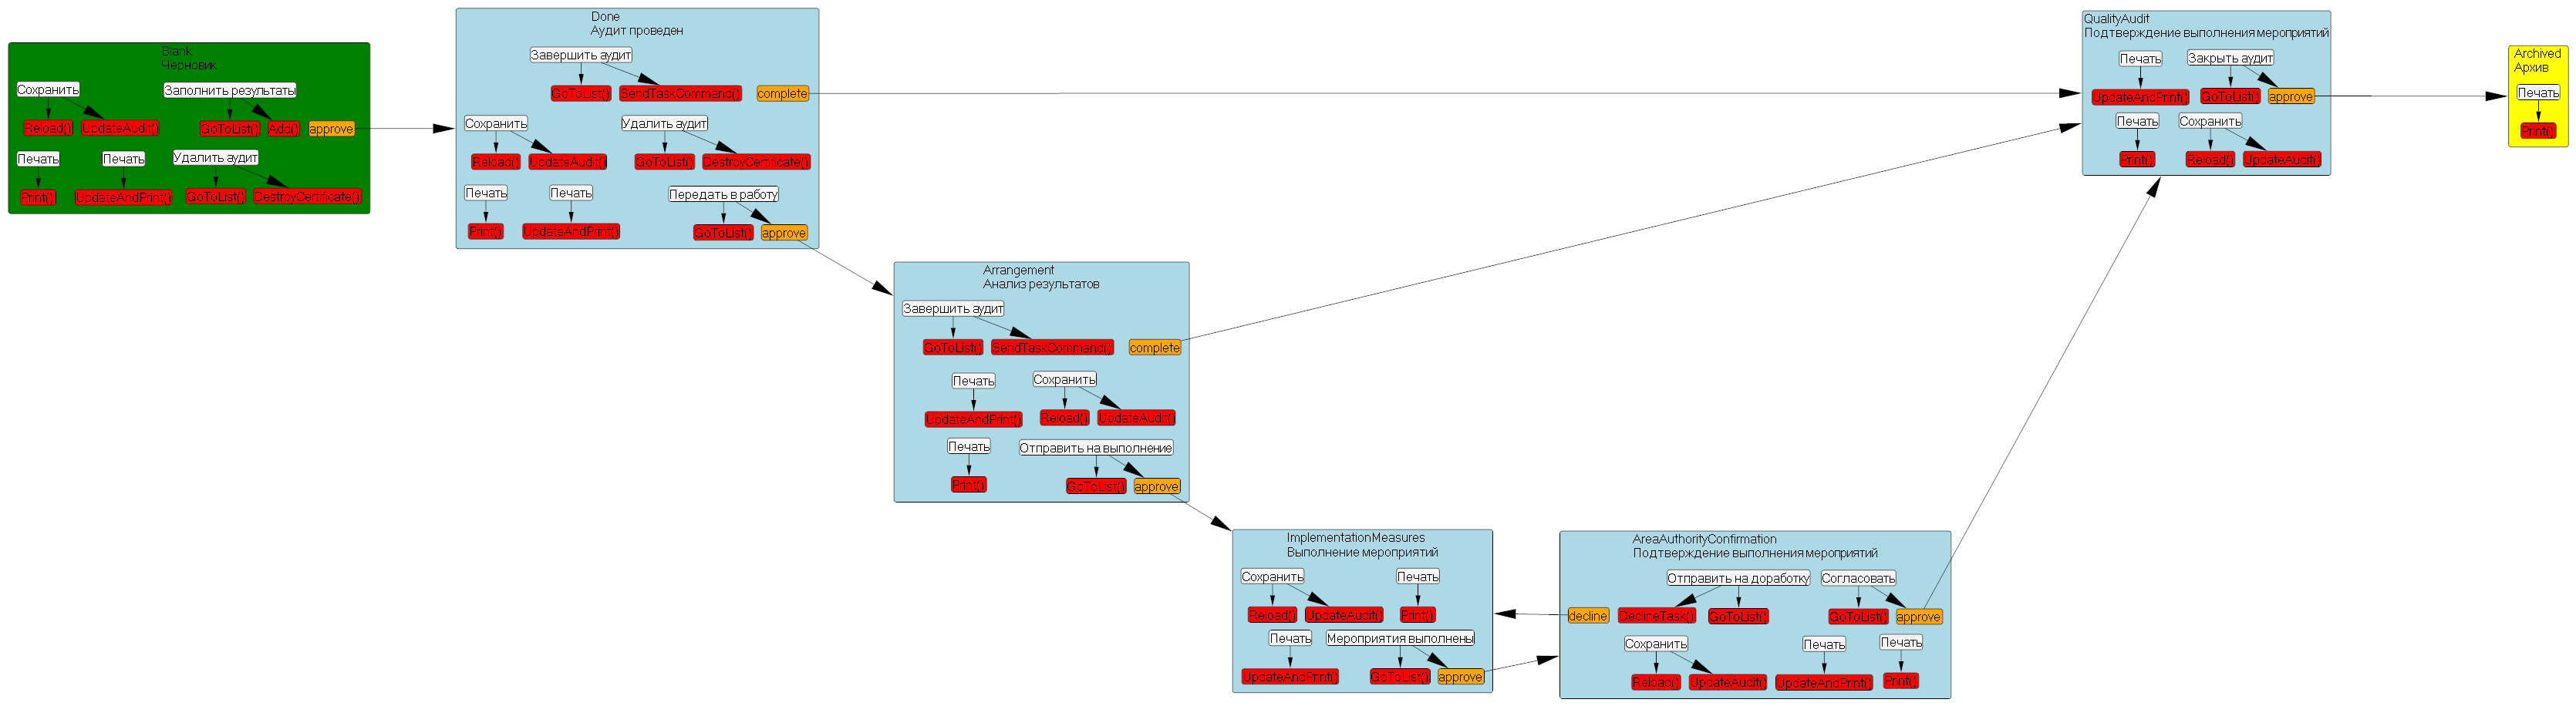 Blank
Черновик
Сохранить
Заполнить результаты
Reload()
UpdateAudit()
GoToList()
Add()
approve
Печать
Печать
Удалить аудит
Print()
UpdateAndPrint()
GoToList()
DestroyCertificate()
Done
Аудит проведен
Завершить аудит
GoToList()
SendTaskCommand()
complete
Сохранить
Удалить аудит
Reload()
UpdateAudit()
GoToList()
DestroyCertificate()
Печать
Печать
Передать в работу
Print()
UpdateAndPrint()
GoToList()
approve
Arrangement
Анализ результатов
Завершить аудит
GoToList()
SendTaskCommand()
complete
Печать
Сохранить
UpdateAndPrint()
Reload()
UpdateAudit()
Печать
Отправить на выполнение
Print()
GoToList()
approve
ImplementationMeasures
Выполнение мероприятий
Сохранить
Печать
Reload()
UpdateAudit()
Print()
Печать
Мероприятия выполнены
UpdateAndPrint()
GoToList()
approve
AreaAuthorityConfirmation
Подтверждение выполнения мероприятий
Отправить на доработку
Согласовать
decline
DeclineTask()
GoToList()
GoToList()
approve
Сохранить
Печать
Печать
Reload()
UpdateAudit()
UpdateAndPrint()
Print()
QualityAudit
Подтверждение выполнения мероприятий
Печать
Закрыть аудит
UpdateAndPrint()
GoToList()
approve
Печать
Сохранить
Print()
Reload()
UpdateAudit()
Archived
Архив
Печать
Print()